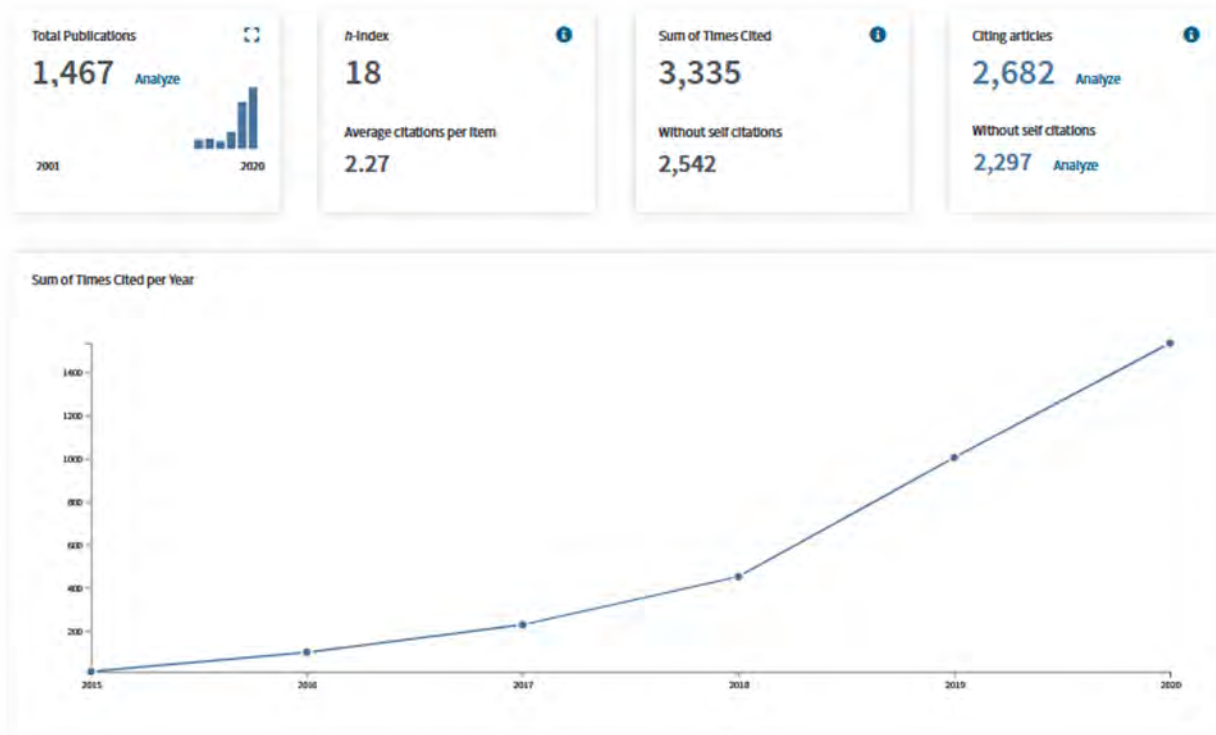 Total Publications
1,467 Analyze
2001 2020
h-index
18
Average citations per item
2.27
Sum of Times Cited
3,335
Without self citations
2,542
Citing articles
2,682 Analyze
Without self citations
2,297 Analyze
Sum of Times Cited per Year
1400
1200
1000
800
600
400
200
2015 2016 2017 2018 2019 2020